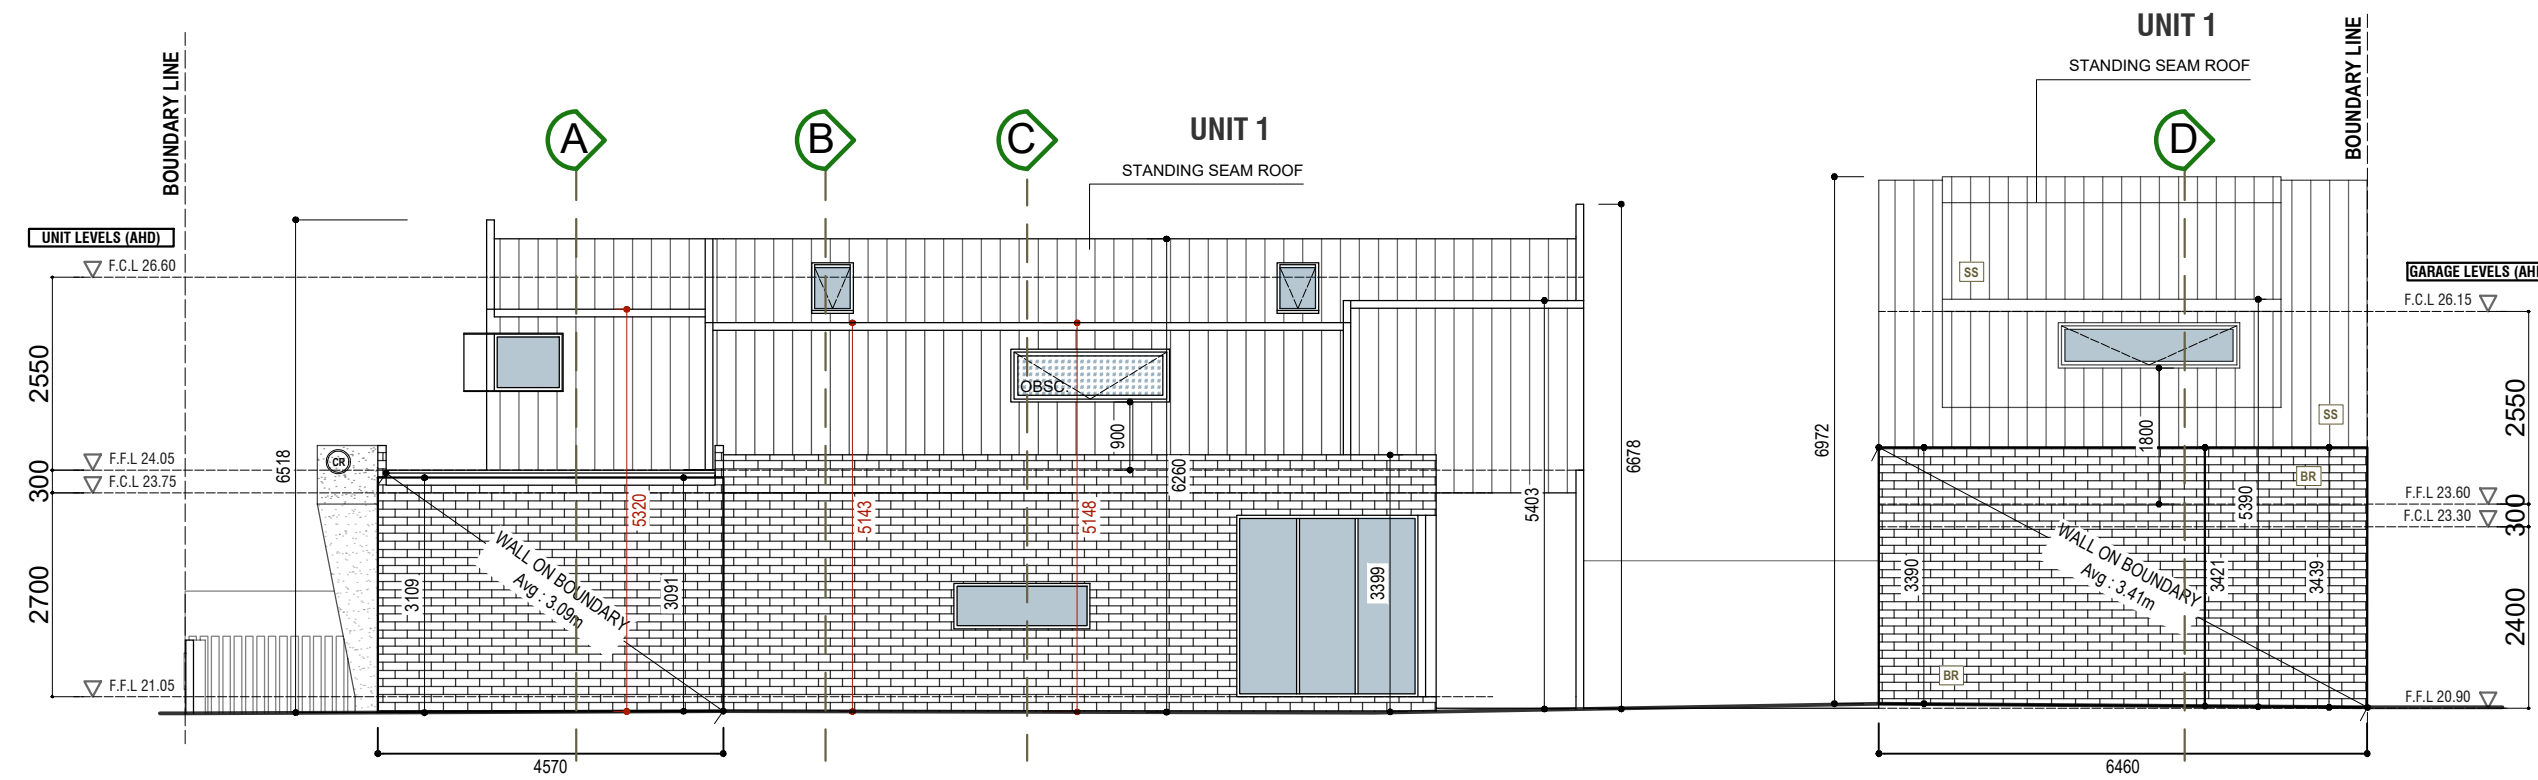 UNIT 1
STANDING SEAM ROOF
BOUNDARY LINE
BOUNDARY LINE
A
B
C
D
UNIT 1
STANDING SEAM ROOF
UNIT LEVELS (AHD)
F.C.L 26.60
F.F.L 24.05
F.C.L 23.75
F.F.L 21.05
2550
300
2700
6518
CR
3109
WALL ON BOUNDARY
Avg : 3.09m
5320
3091
5143
OBSC.
5148
900
6260
3399
5403
6678
4570
6972
SS
SS
1800
BR
BR
3390
WALL ON BOUNDARY
Avg : 3.41m
3421
5390
3439
6460
GARAGE LEVELS (AH
F.C.L 26.15
F.F.L 23.60
F.C.L 23.30
F.F.L 20.90
2550
300
2400